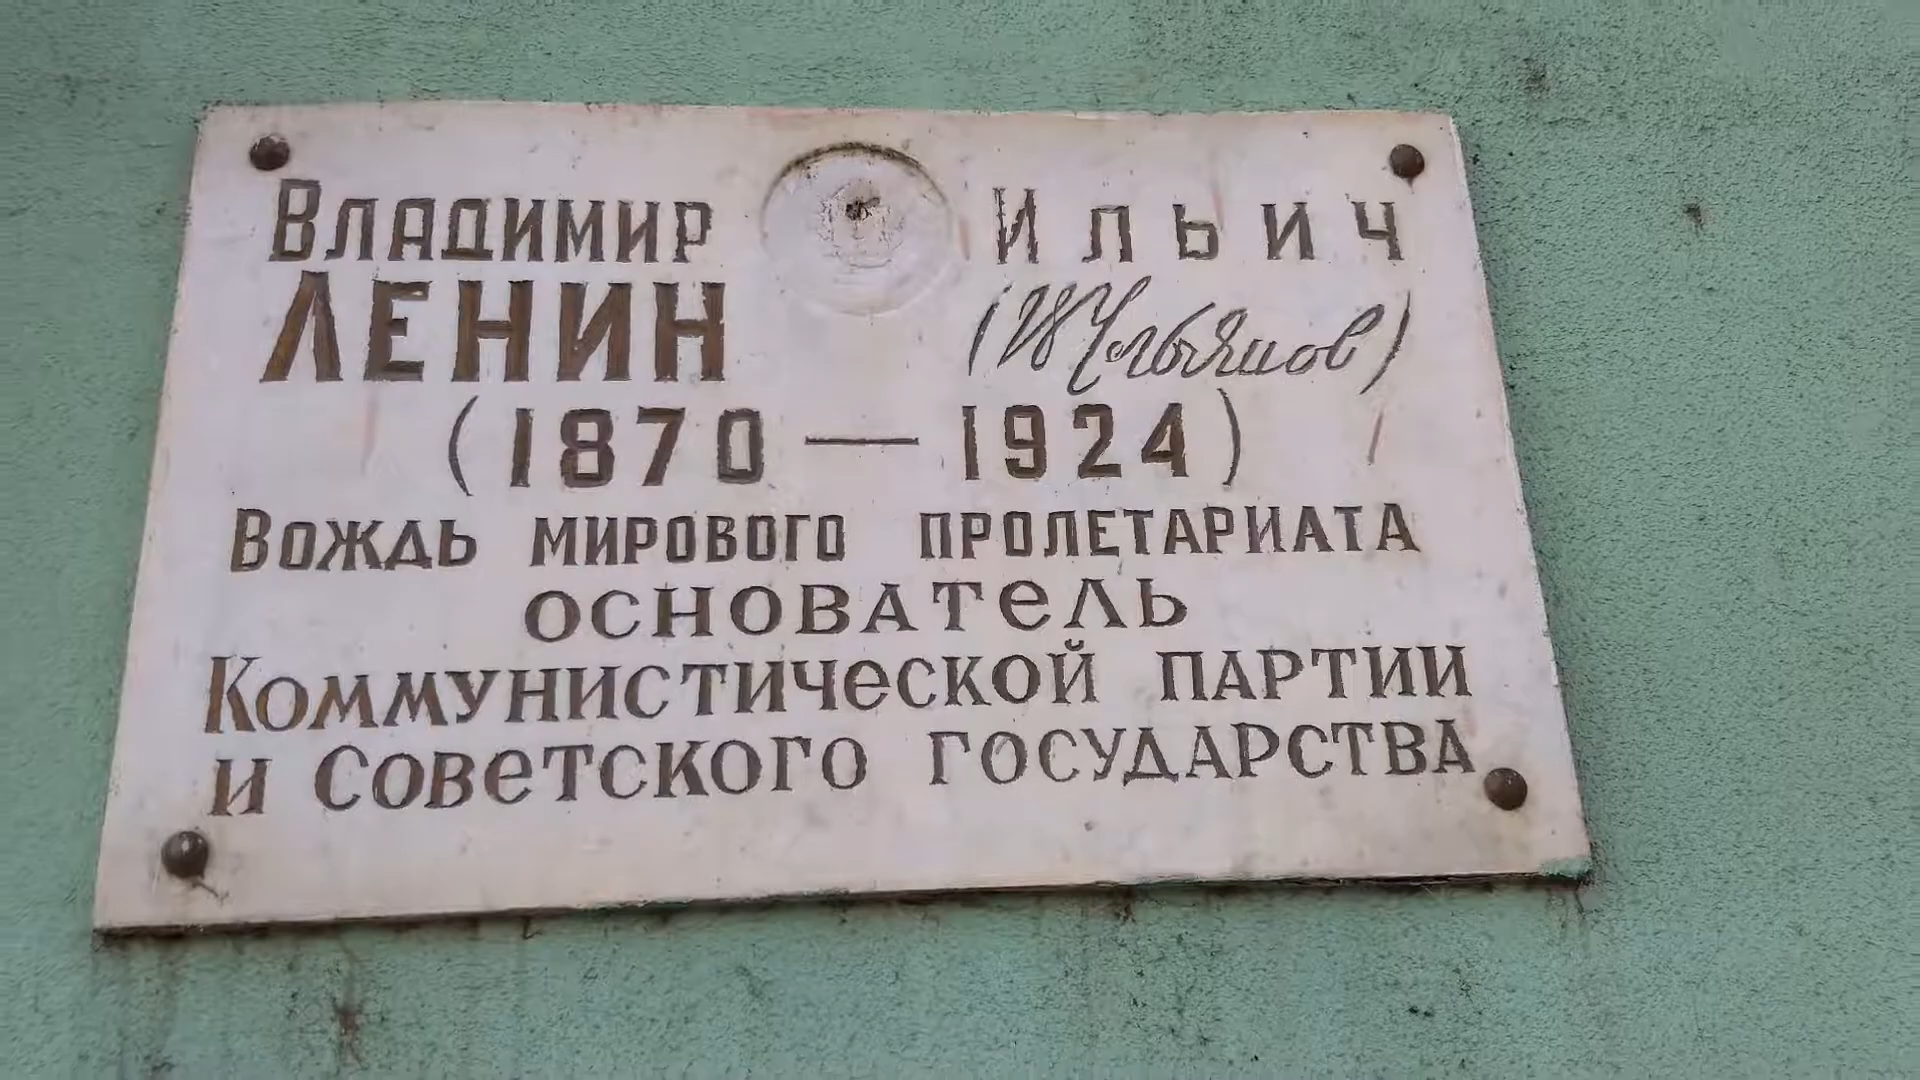 Владимир Ильич
ЛЕНИН (В Ульянов)
(1870 — 1924)
Вождь мирового пролетариата
основатель
Коммунистической партии
и Советского государства